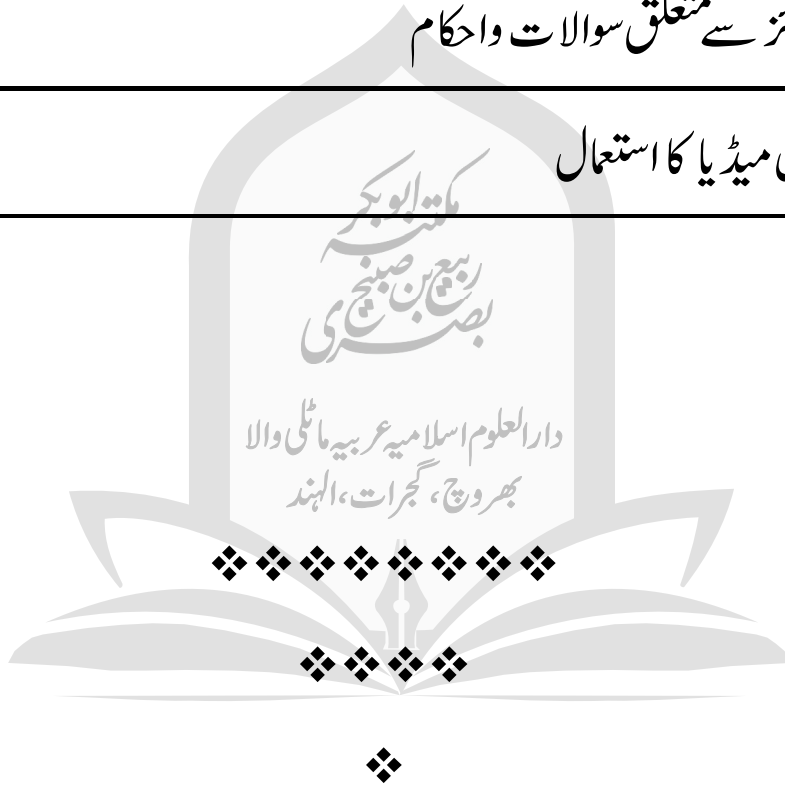 سے متعلق سوالات واحکام
میڈیا کا استعمال
مکتبہ ابوبکر
ربیع بن صبیح
بصری
دارالعلوم اسلامیہ عربیہ ماٹلی والا
بھروچ، گجرات، الہند